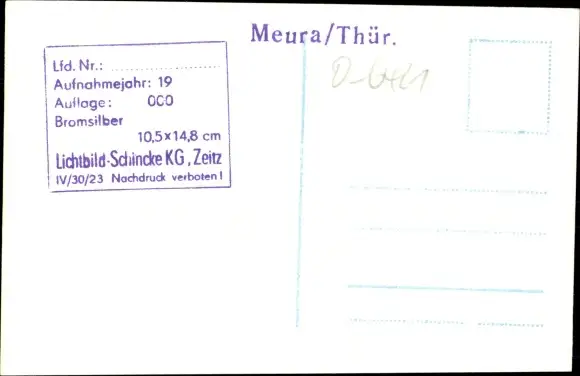 Meura/Thür.
Lfd. Nr.:
Aufnahmejahr: 19
Auflage: 000
Bromsilber
10,5x14,8 cm
Lichtbild-Schincke KG, Zeitz
IV/30/23 Nachdruck verboten!